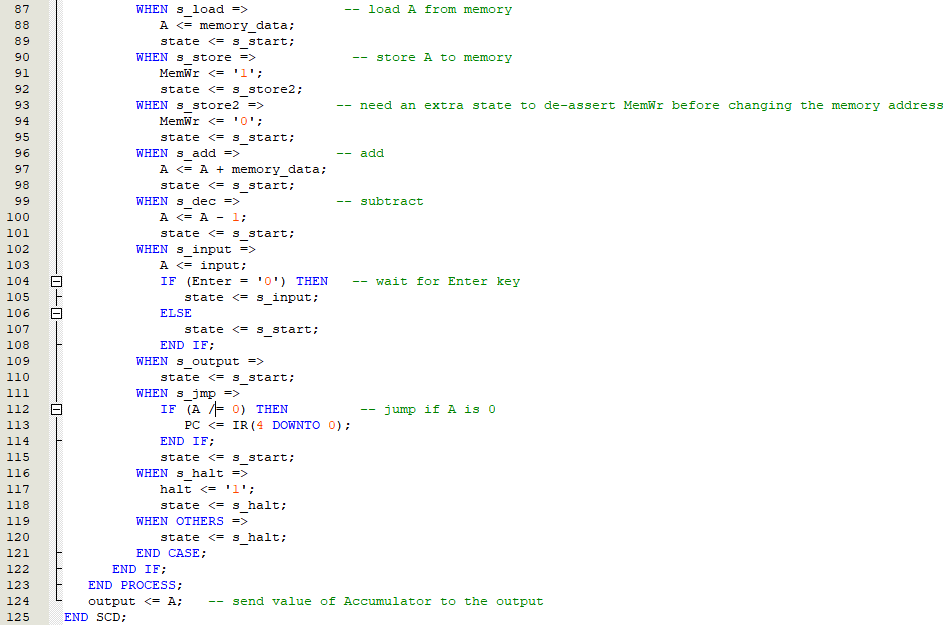 87 WHEN s_load => -- load A from memory
88 A <= memory_data;
89 state <= s_start;
90 WHEN s_store => -- store A to memory
91 MemWr <= '1';
92 state <= s_store2;
93 WHEN s_store2 => -- need an extra state to de-assert MemWr before changing the memory address
94 MemWr <= '0';
95 state <= s_start;
96 WHEN s_add => -- add
97 A <= A + memory_data;
98 state <= s_start;
99 WHEN s_dec => -- subtract
100 A <= A - 1;
101 state <= s_start;
102 WHEN s_input =>
103 A <= input;
104 IF (Enter = '0') THEN -- wait for Enter key
105 state <= s_input;
106 ELSE
107 state <= s_start;
108 END IF;
109 WHEN s_output =>
110 state <= s_start;
111 WHEN s_jmp =>
112 IF (A /= 0) THEN -- jump if A is 0
113 PC <= IR(4 DOWNTO 0);
114 END IF;
115 state <= s_start;
116 WHEN s_halt =>
117 halt <= '1';
118 state <= s_halt;
119 WHEN OTHERS =>
120 state <= s_halt;
121 END CASE;
122 END IF;
123 END PROCESS;
124 output <= A; -- send value of Accumulator to the output
125 END SCD;